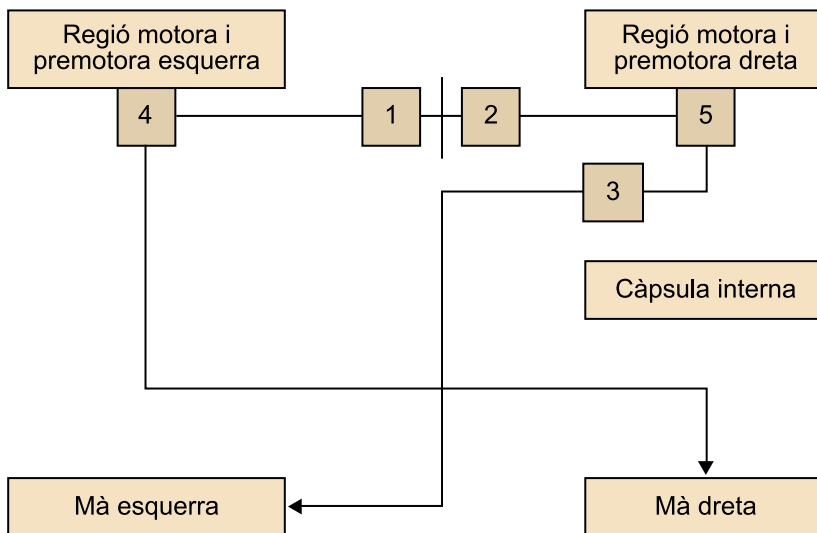 Regió motora i
premotora esquerra
Regió motora i
premotora dreta
4
1
2
5
3
Càpsula interna
Mà esquerra
Mà dreta